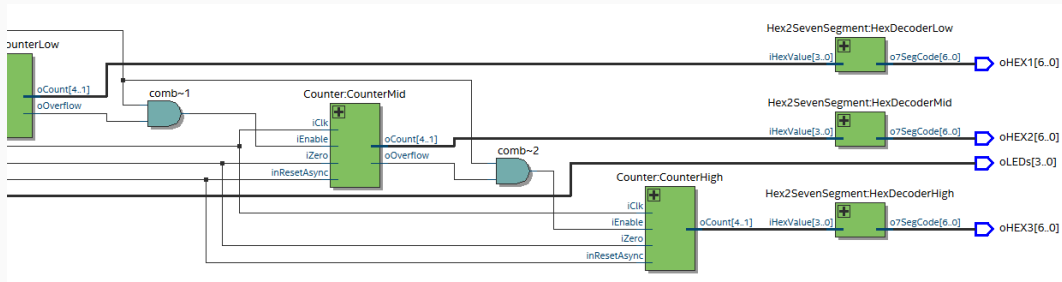 Hex2SevenSegment:HexDecoderLow
ounterLow
iHexValue[3..0] o7SegCode[6..0] oHEX1[6..0]
oCount[4..1]
oOverflow
comb~1
Counter:CounterMid
Hex2SevenSegment:HexDecoderMid
iClk
iEnable
iZero
inResetAsync
oCount[4..1]
oOverflow
iHexValue[3..0] o7SegCode[6..0] oHEX2[6..0]
comb~2
oLEDs[3..0]
Counter:CounterHigh
Hex2SevenSegment:HexDecoderHigh
iClk
iEnable
iZero
inResetAsync
oCount[4..1]
iHexValue[3..0] o7SegCode[6..0] oHEX3[6..0]